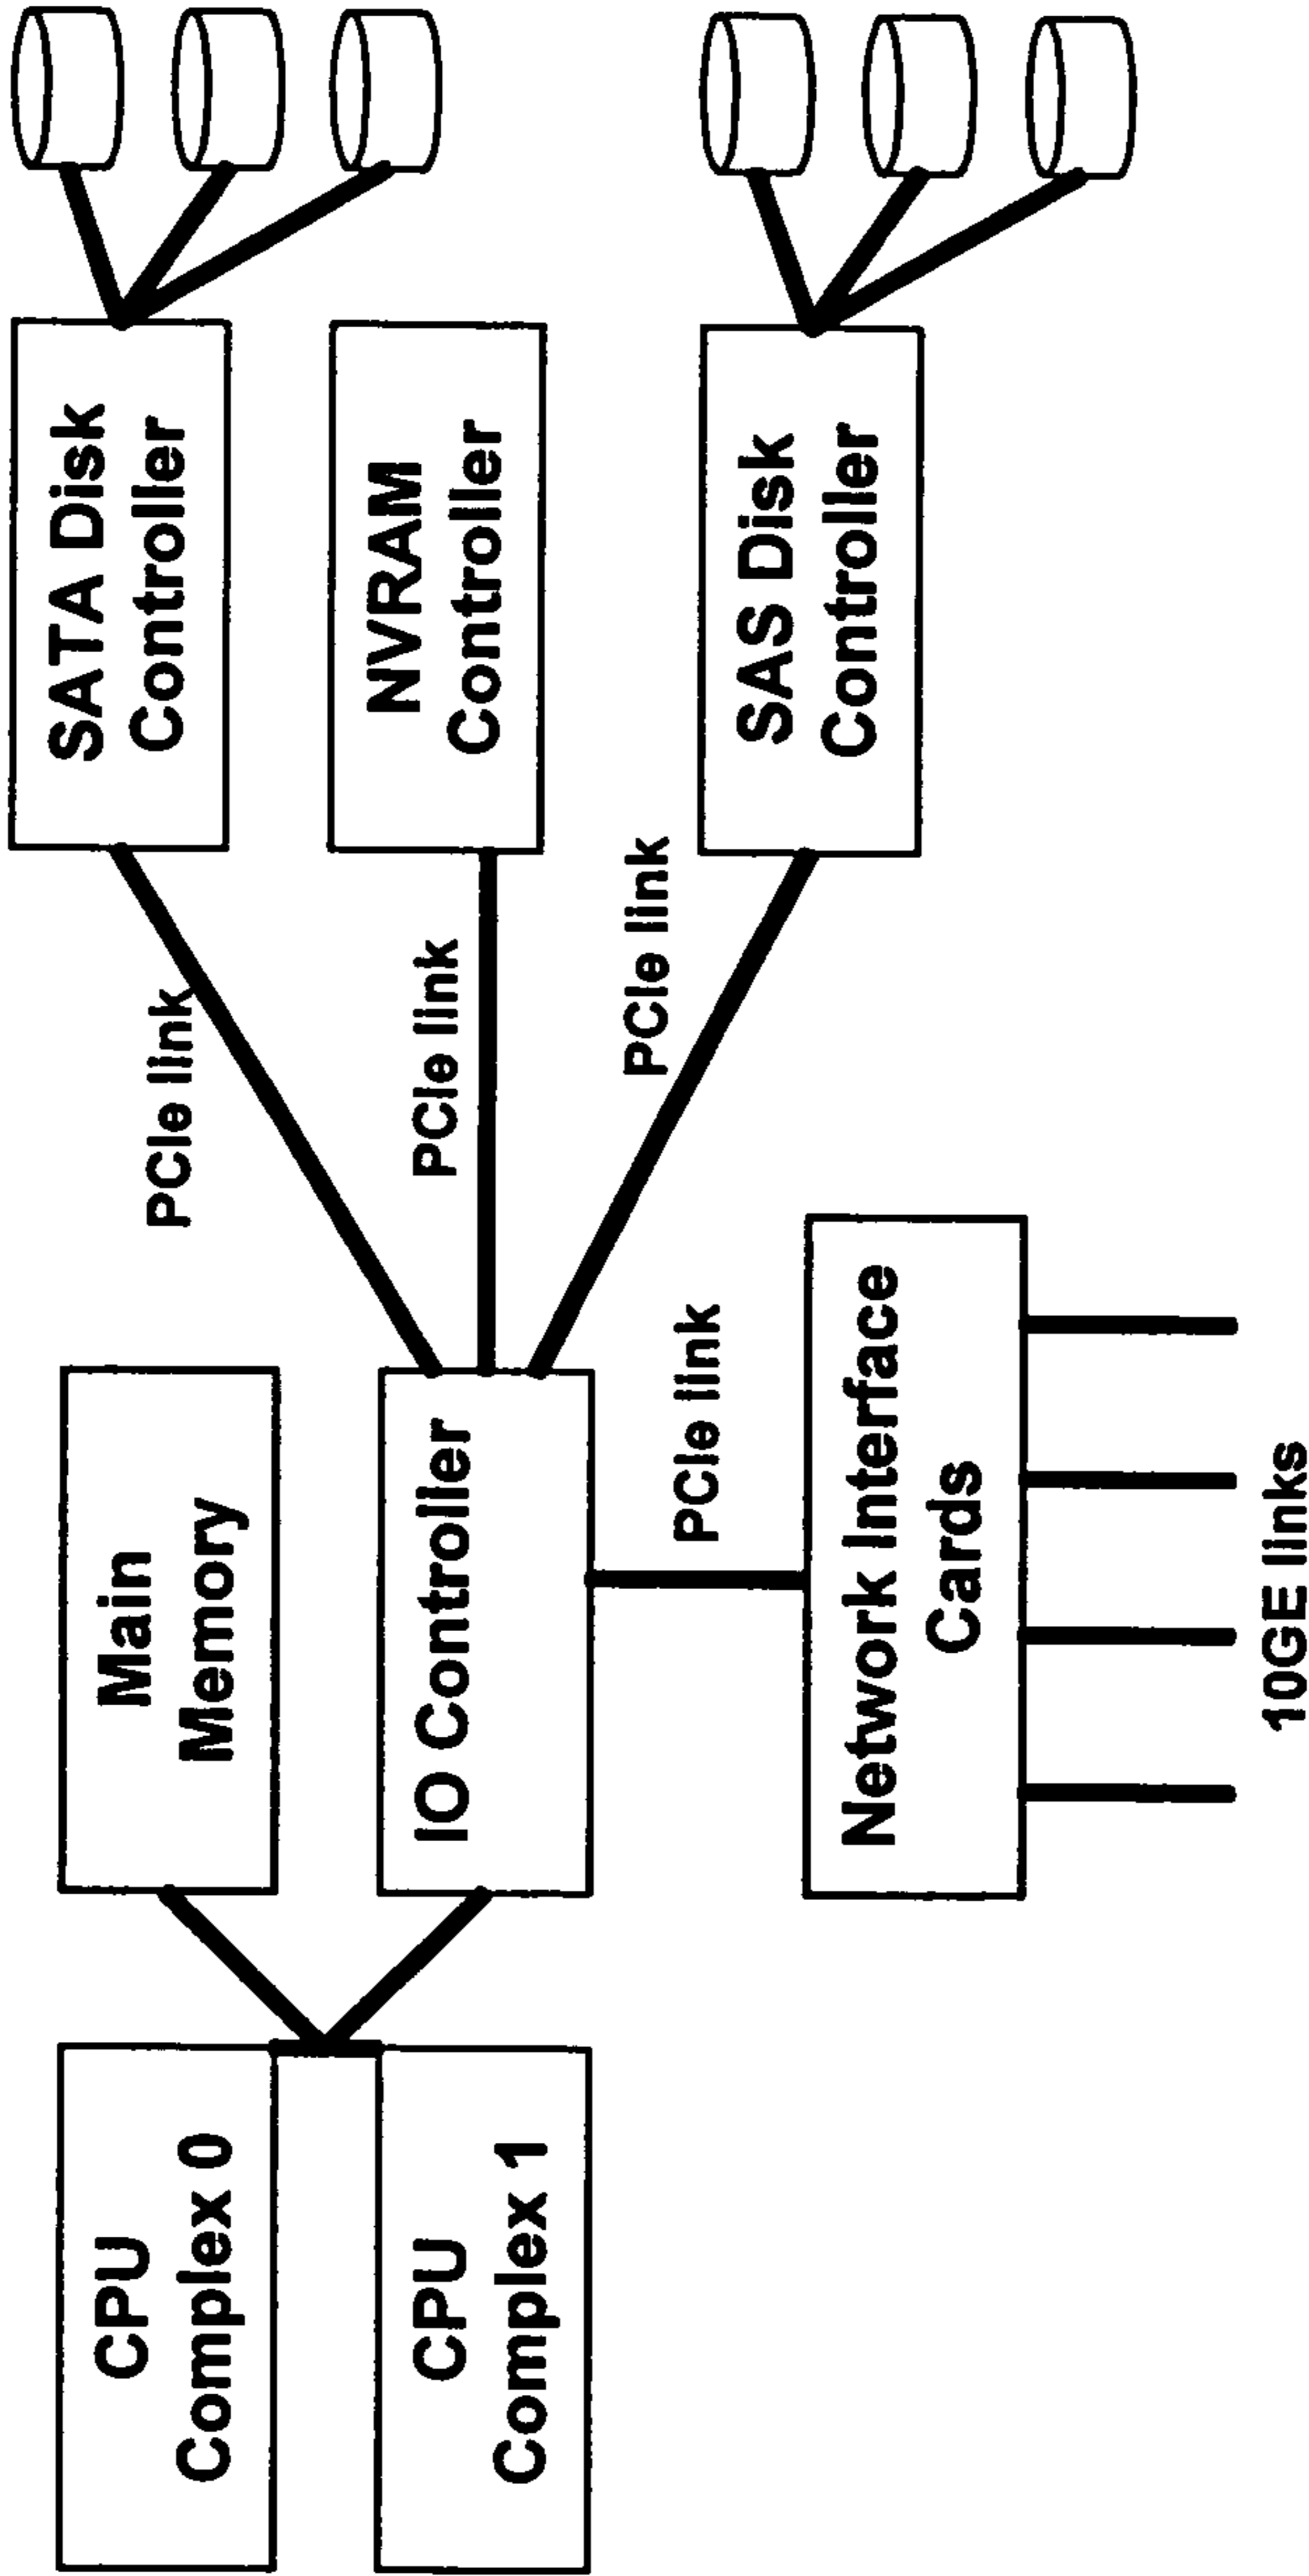 CPU
Complex 0
CPU
Complex 1
Main
Memory
IO Controller
PCIe link
PCIe link
PCIe link
PCIe link
SATA Disk
Controller
NVRAM
Controller
SAS Disk
Controller
Network Interface
Cards
10GE links